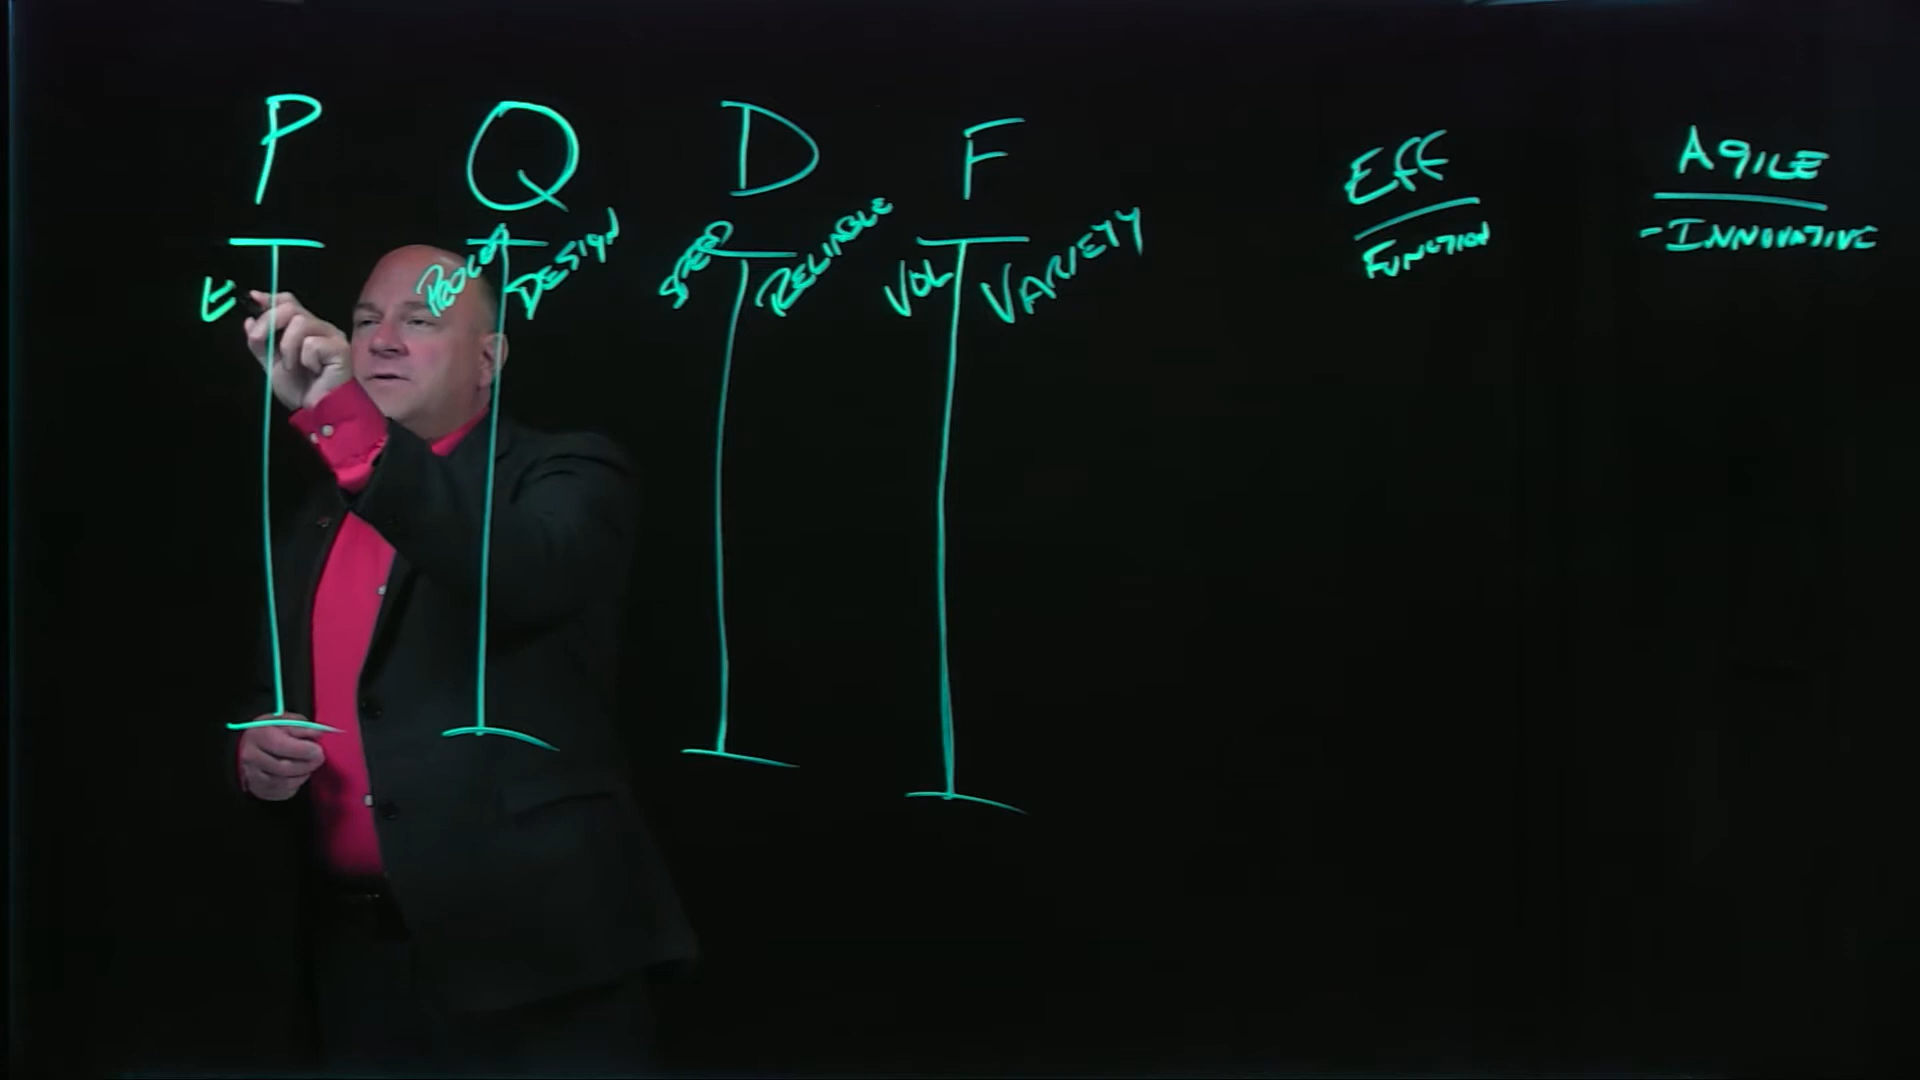 P Q D F
Eff
Function
AGILE
- INNOVATIVE
DESIGN
SPEED
RELIABLE
VOL
VARIETY
E